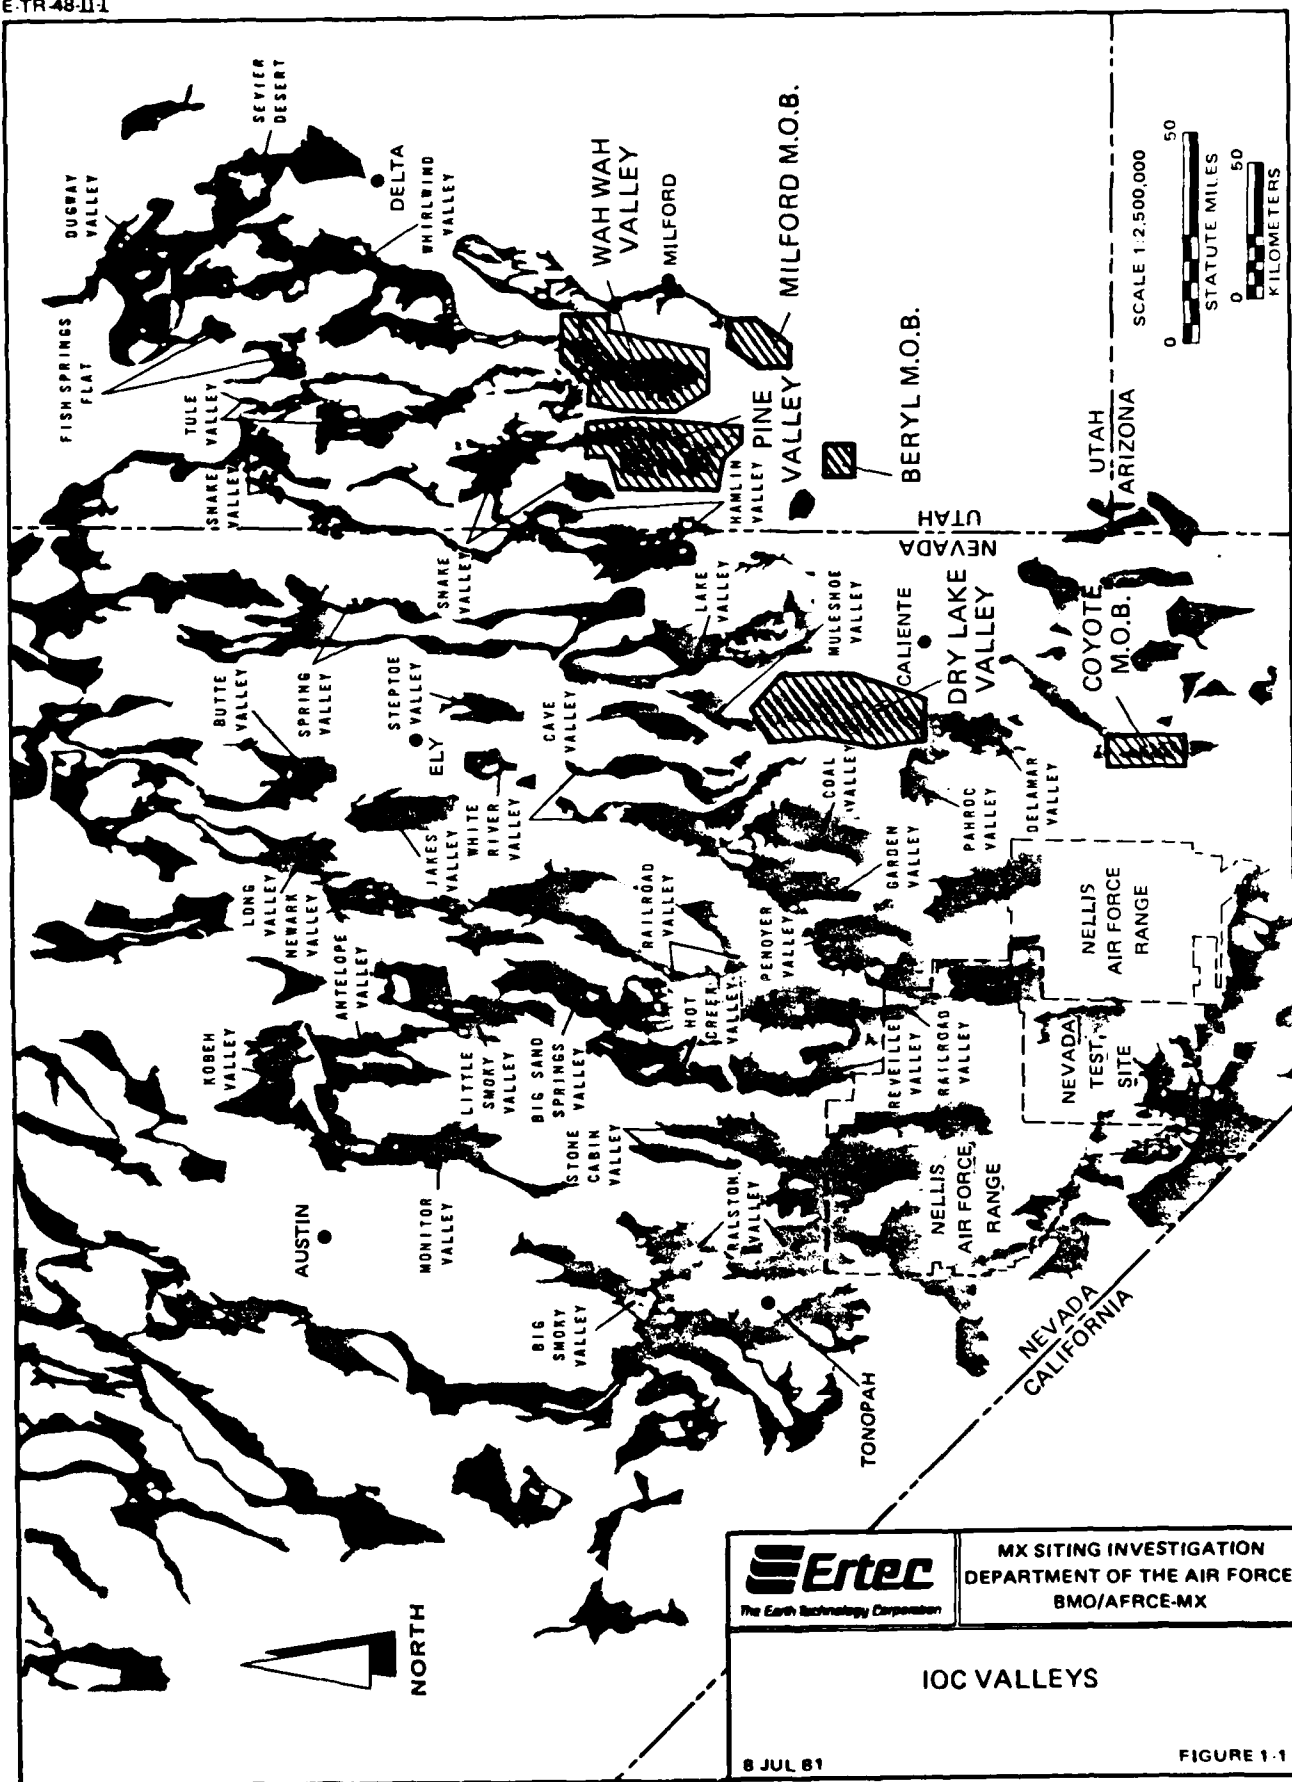 E-TR-48-II-I
SEVIER
DESERT
DUGWAY
VALLEY
DELTA
WHIRLWIND
VALLEY
FISH SPRINGS
FLAT
TULE
VALLEY
SNAKE
VALLEY
WAH WAH
VALLEY
MILFORD
MILFORD M.O.B.
PINE
VALLEY
BERYL M.O.B.
HAMLIN
VALLEY
SNAKE
VALLEY
UTAH
NEVADA
UTAH
ARIZONA
SCALE 1:2,500,000
0
50
STATUTE MILES
0
50
KILOMETERS
BUTTE
VALLEY
SPRING
VALLEY
STEPTOE
VALLEY
ELY
CAVE
VALLEY
LAKE
VALLEY
MULESHOE
VALLEY
CALIENTE
DRY LAKE
VALLEY
COYOTE
M.O.B.
LONG
VALLEY
NEWARK
VALLEY
JAKES
VALLEY
WHITE
RIVER
VALLEY
COAL
VALLEY
PAHROC
VALLEY
DELAMAR
VALLEY
GARDEN
VALLEY
RAILROAD
VALLEY
PENOYER
VALLEY
KOBEH
VALLEY
ANTELOPE
VALLEY
LITTLE
SMOKY
VALLEY
BIG SAND
SPRINGS
VALLEY
HOT
CREEK
VALLEY
REVEILLE
VALLEY
RAILROAD
VALLEY
NELLIS
AIR FORCE
RANGE
NEVADA
TEST
SITE
AUSTIN
MONITOR
VALLEY
STONE
CABIN
VALLEY
RALSTON
VALLEY
NELLIS
AIR FORCE
RANGE
BIG
SMOKY
VALLEY
TONOPAH
NEVADA
CALIFORNIA
NORTH
Ertec
The Earth Technology Corporation
MX SITING INVESTIGATION
DEPARTMENT OF THE AIR FORCE
BMO/AFRCE-MX
IOC VALLEYS
8 JUL 81
FIGURE 1-1